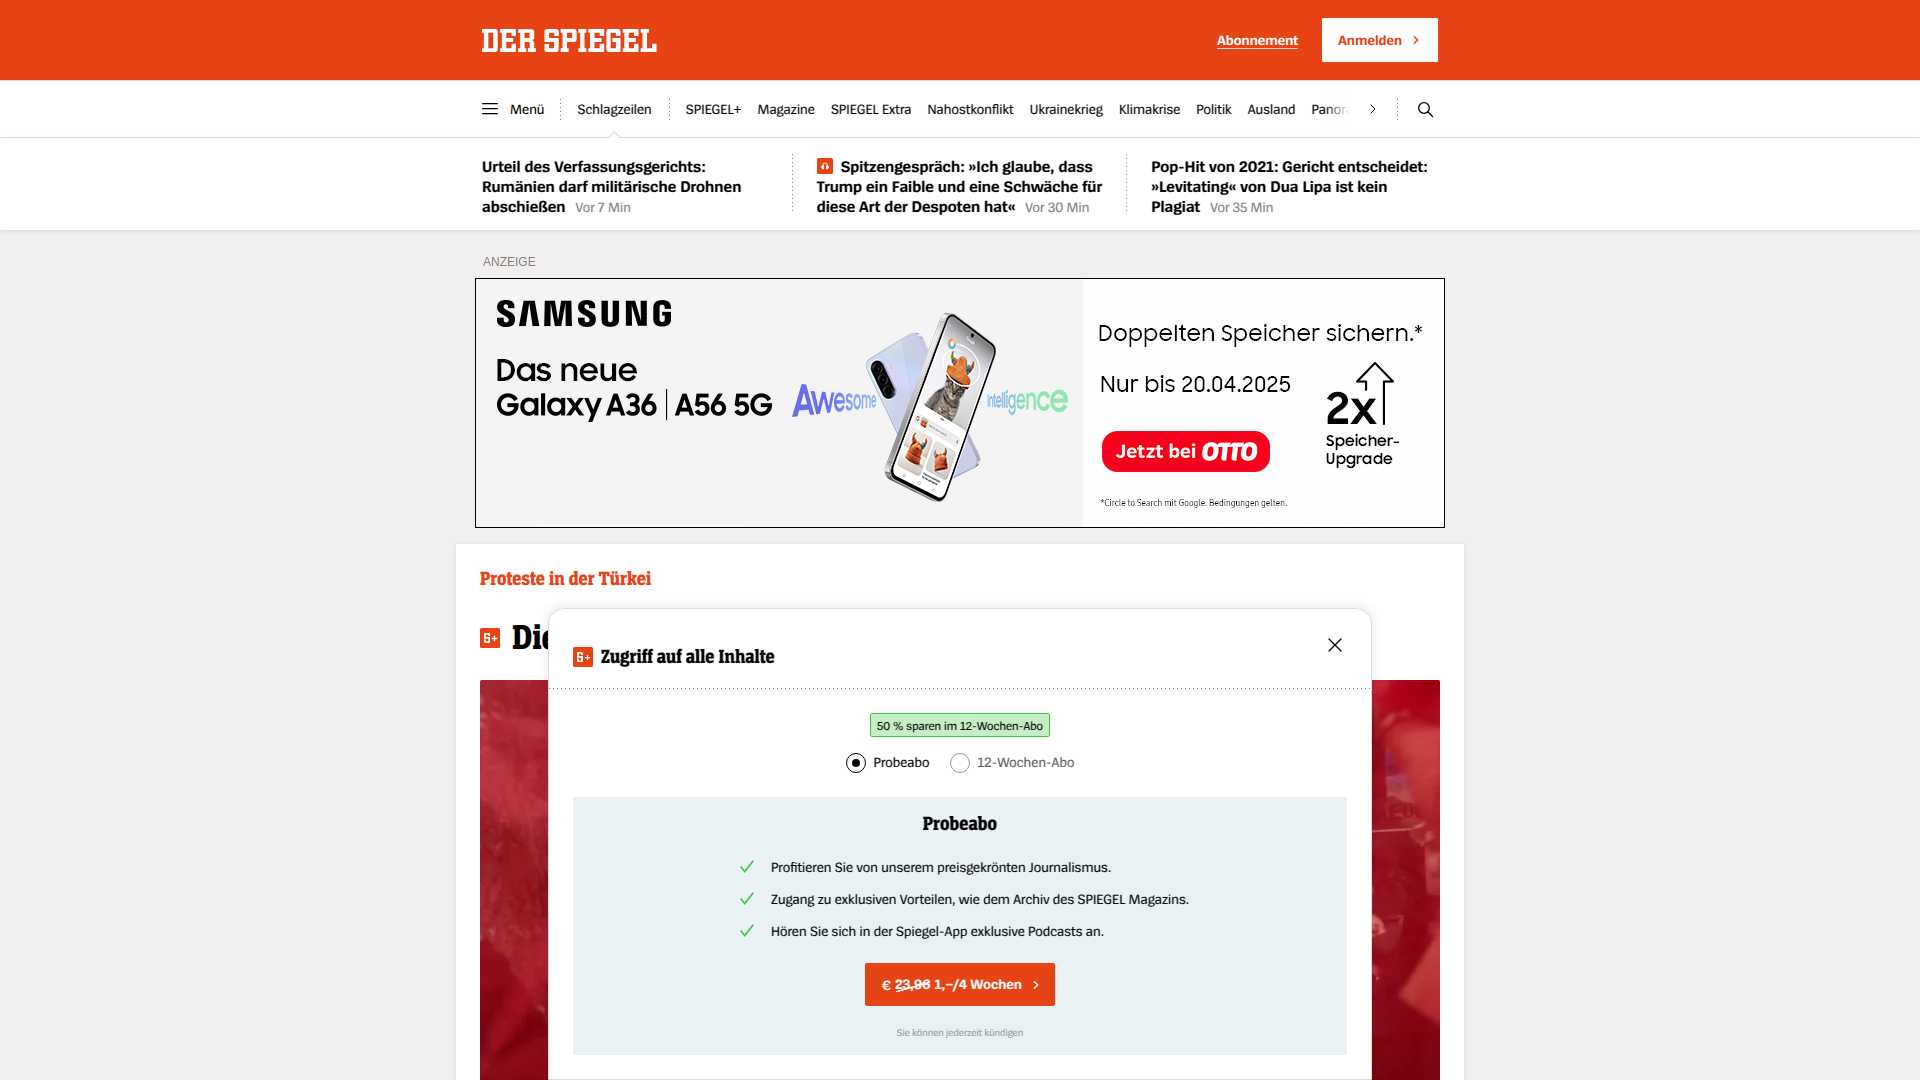 DER SPIEGEL
Abonnement
Anmelden
Menü
Schlagzeilen
SPIEGEL+
Magazine
SPIEGEL Extra
Nahostkonflikt
Ukrainekrieg
Klimakrise
Politik
Ausland
Urteil des Verfassungsgerichts:
Rumänien darf militärische Drohnen
abschießen Vor 7 Min
Spitzengespräch: »Ich glaube, dass
Trump ein Faible und eine Schwäche für
diese Art der Despoten hat« Vor 30 Min
Pop-Hit von 2021: Gericht entscheidet:
»Levitating« von Dua Lipa ist kein
Plagiat Vor 35 Min
ANZEIGE
SAMSUNG
Das neue
Galaxy A36 | A56 5G
Awesome
Intelligence
Doppelten Speicher sichern.*
Nur bis 20.04.2025
2x
Speicher-
Upgrade
Jetzt bei OTTO
*Circle to Search mit Google. Bedingungen gelten.
Proteste in der Türkei
S+ Die
S+ Zugriff auf alle Inhalte
50 % sparen im 12-Wochen-Abo
Probeabo
12-Wochen-Abo
Probeabo
Profitieren Sie von unserem preisgekrönten Journalismus.
Zugang zu exklusiven Vorteilen, wie dem Archiv des SPIEGEL Magazins.
Hören Sie sich in der Spiegel-App exklusive Podcasts an.
€ 23,96 1,–/4 Wochen
Sie können jederzeit kündigen